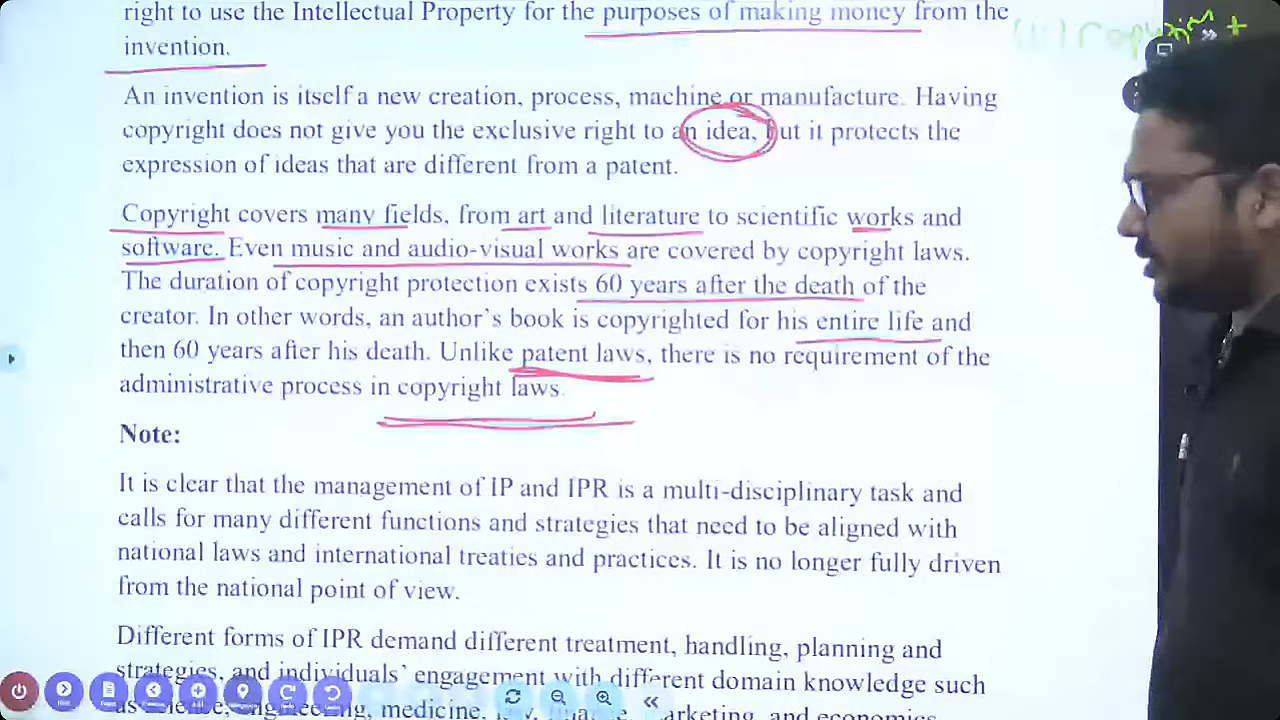 right to use the Intellectual Property for the purposes of making money from the
invention.
An invention is itself a new creation, process, machine or manufacture. Having
copyright does not give you the exclusive right to an idea, but it protects the
expression of ideas that are different from a patent.
Copyright covers many fields, from art and literature to scientific works and
software. Even music and audio-visual works are covered by copyright laws.
The duration of copyright protection exists 60 years after the death of the
creator. In other words, an author's book is copyrighted for his entire life and
then 60 years after his death. Unlike patent laws, there is no requirement of the
administrative process in copyright laws.
Note:
It is clear that the management of IP and IPR is a multi-disciplinary task and
calls for many different functions and strategies that need to be aligned with
national laws and international treaties and practices. It is no longer fully driven
from the national point of view.
Different forms of IPR demand different treatment, handling, planning and
strategies, and individuals' engagement with different domain knowledge such
as science, engineering, medicine, marketing, and economics